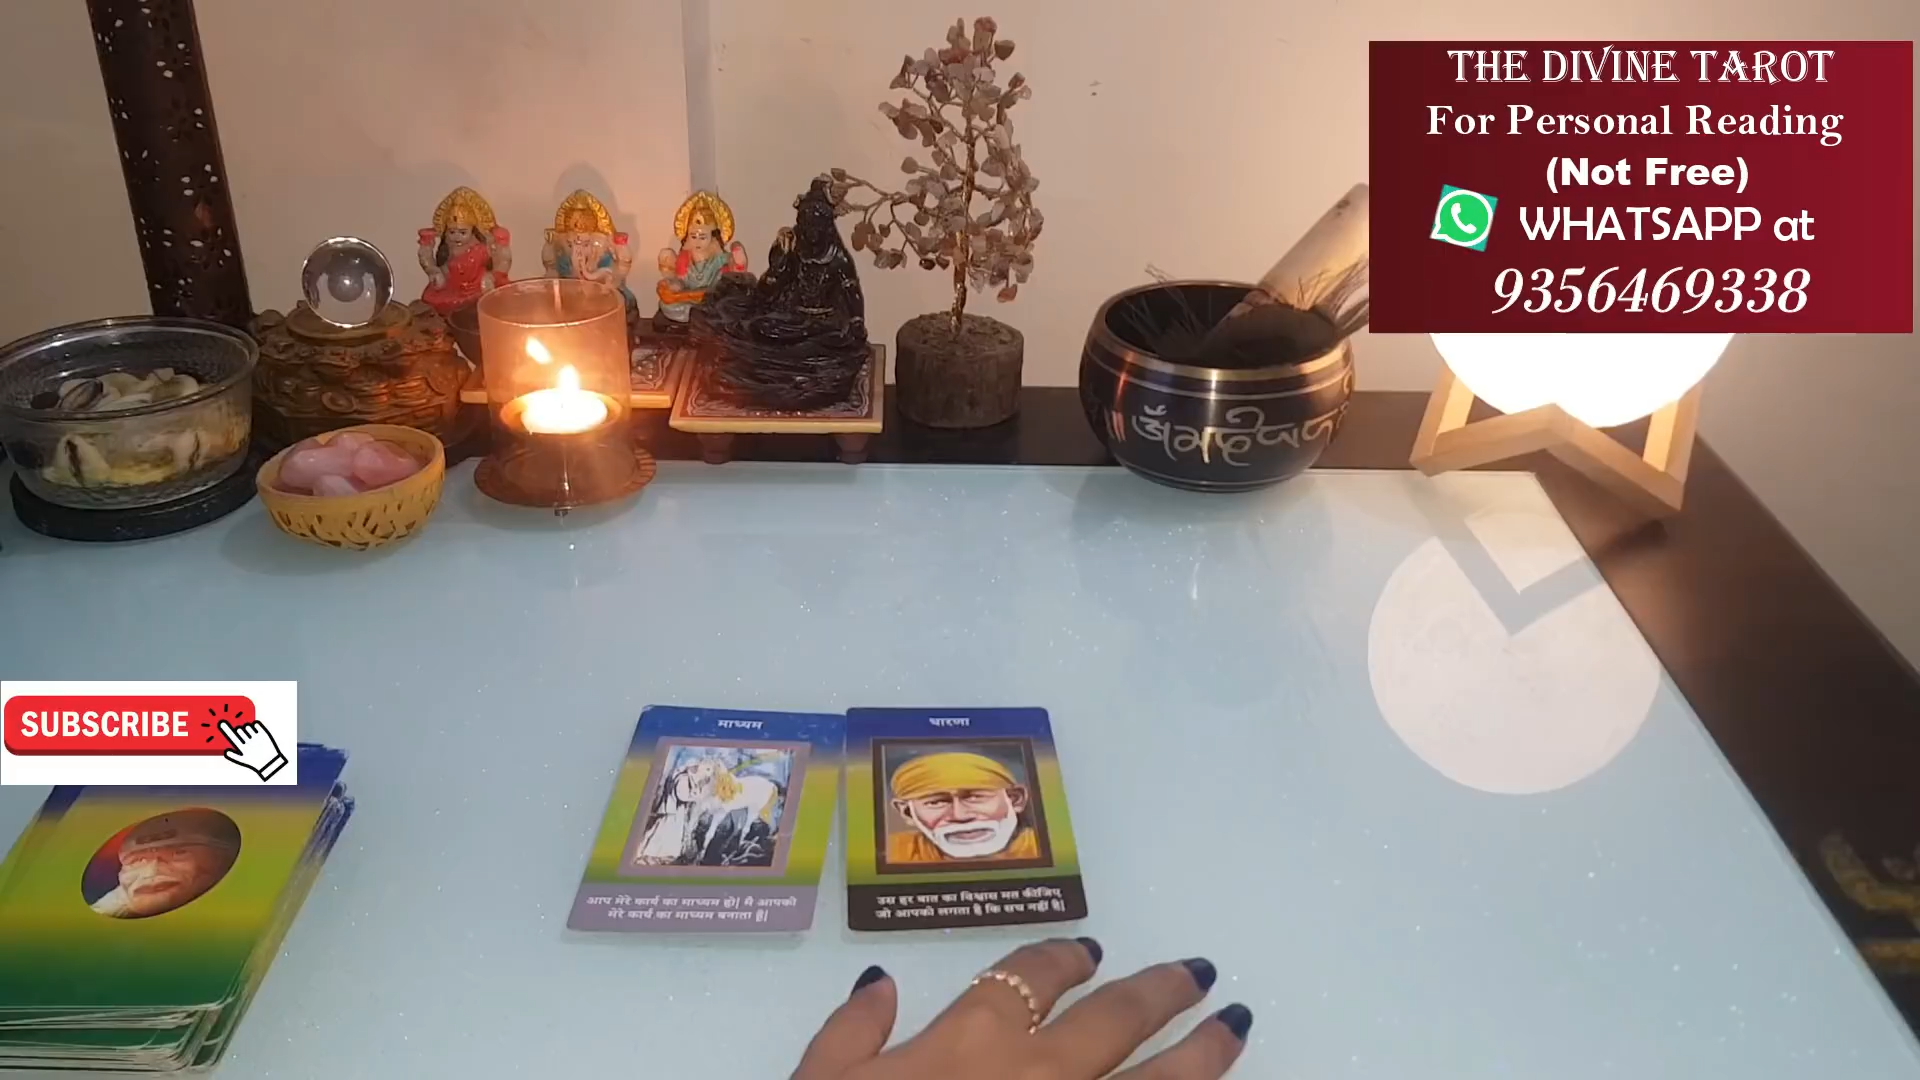 THE DIVINE TAROT
For Personal Reading
(Not Free)
WHATSAPP at
9356469338
SUBSCRIBE
माध्यम
आप मेरे कार्य का माध्यम हो| मै आपको
मेरे कार्य का माध्यम बनाता हूँ|
धारणा
उस हर बात का विश्वास मत कीजिए
जो आपको लगता है कि सच नहीं है|